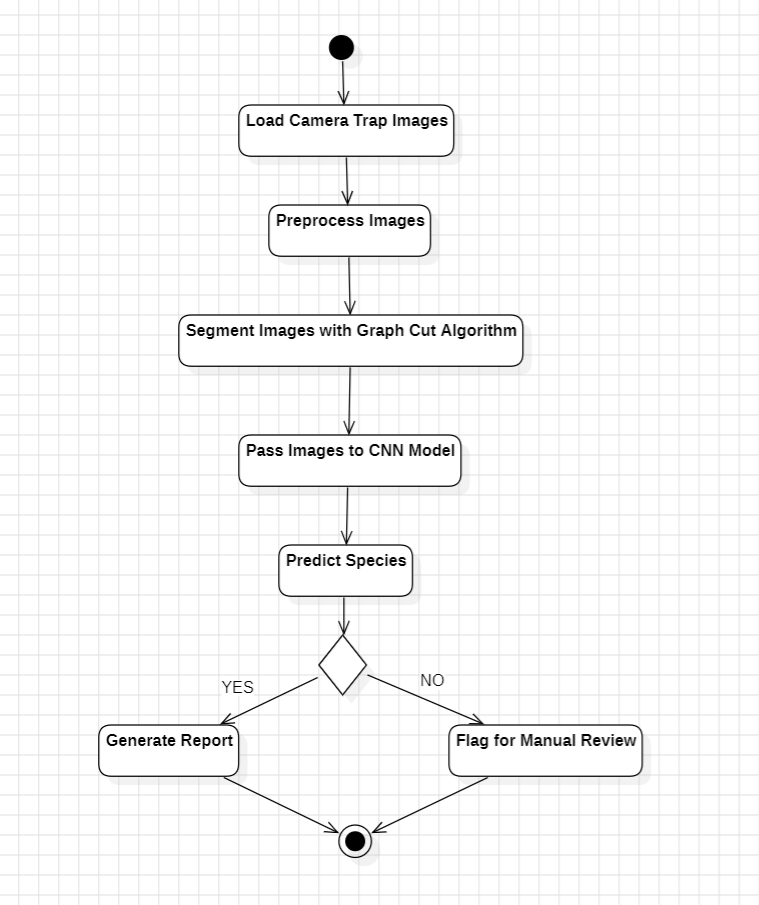 Load Camera Trap Images
Preprocess Images
Segment Images with Graph Cut Algorithm
Pass Images to CNN Model
Predict Species
YES
NO
Generate Report
Flag for Manual Review